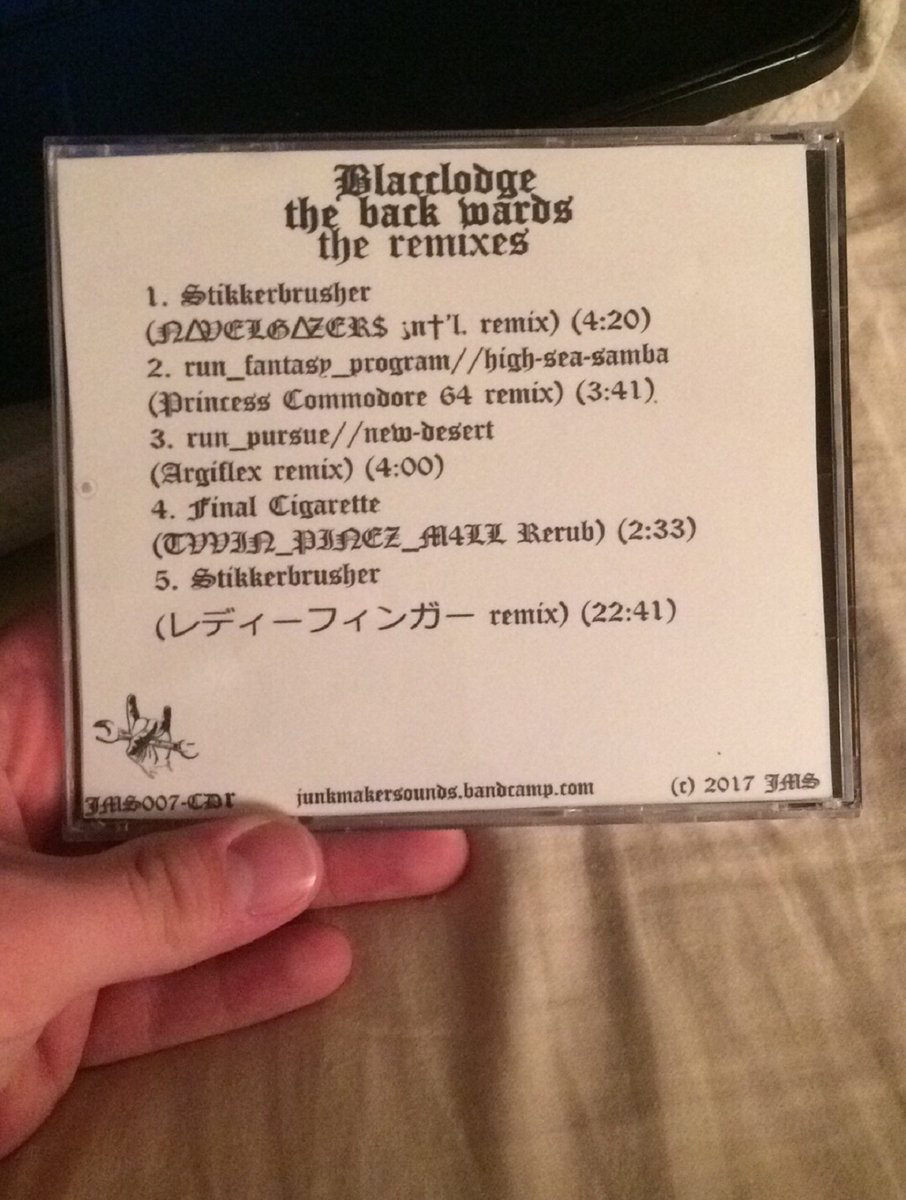 Blacclodge
the back wards
the remixes
1. Stikkerbrusher
(N∆VELG∆ZER$ ;n†'l. remix) (4:20)
2. run_fantasy_program//high-sea-samba
(Princess Commodore 64 remix) (3:41)
3. run_pursue//new-desert
(Argiflex remix) (4:00)
4. Final Cigarette
(TVVIN_PINEZ_M4LL Rerub) (2:33)
5. Stikkerbrusher
(レディーフィンガー remix) (22:41)
JMS007-CDr
junkmakersounds.bandcamp.com
(c) 2017 JMS